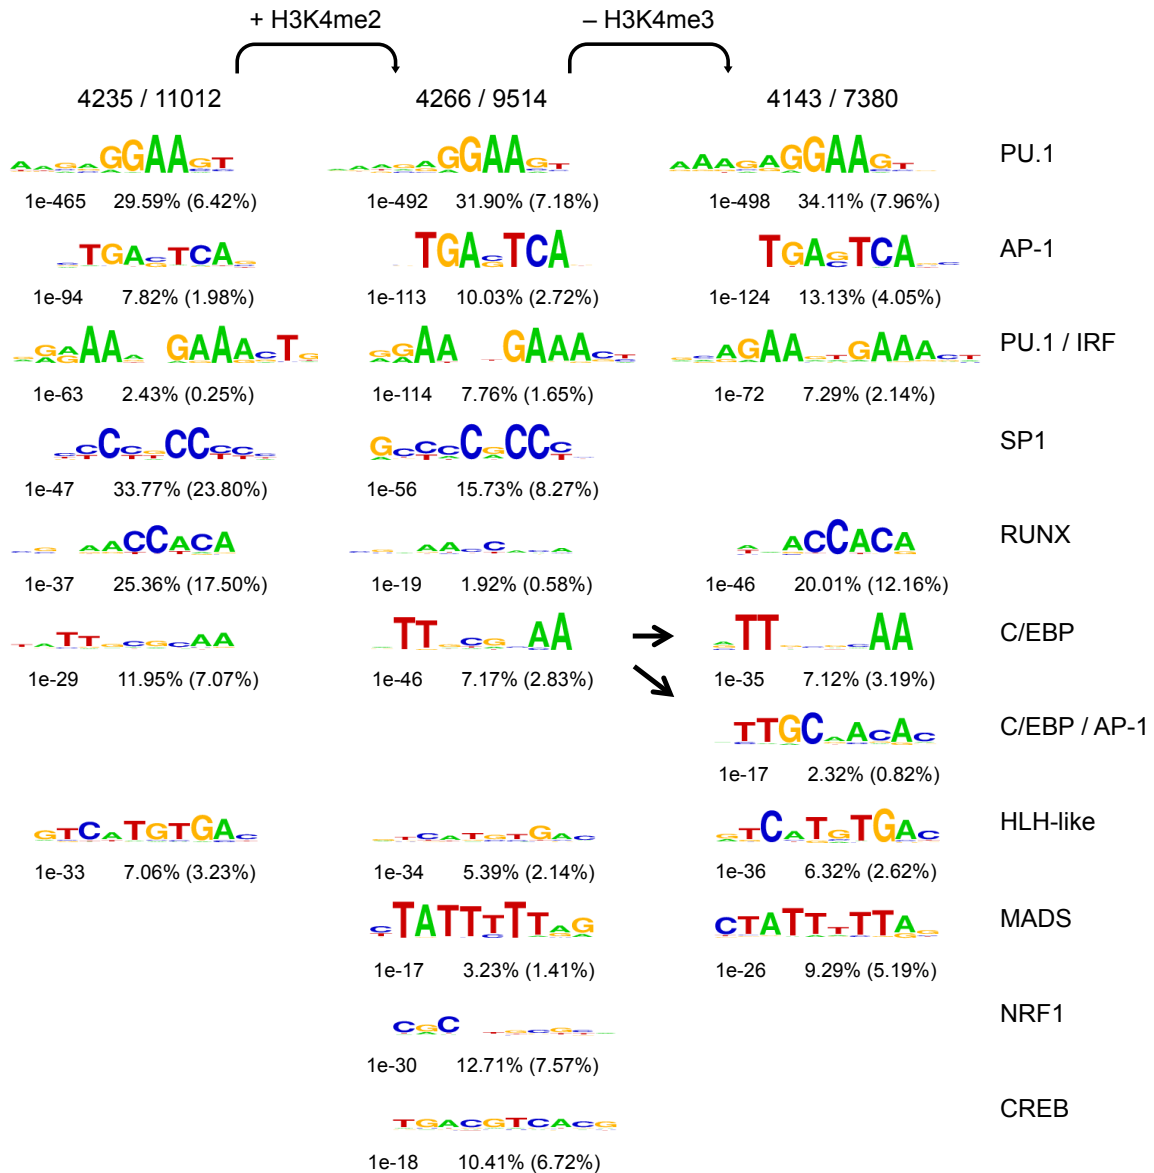 + H3K4me2 – H3K4me3
4235 / 11012 4266 / 9514 4143 / 7380
PU.1
1e-465 29.59% (6.42%) 1e-492 31.90% (7.18%) 1e-498 34.11% (7.96%)
AP-1
1e-94 7.82% (1.98%) 1e-113 10.03% (2.72%) 1e-124 13.13% (4.05%)
PU.1 / IRF
1e-63 2.43% (0.25%) 1e-114 7.76% (1.65%) 1e-72 7.29% (2.14%)
SP1
1e-47 33.77% (23.80%) 1e-56 15.73% (8.27%)
RUNX
1e-37 25.36% (17.50%) 1e-19 1.92% (0.58%) 1e-46 20.01% (12.16%)
C/EBP
1e-29 11.95% (7.07%) 1e-46 7.17% (2.83%) 1e-35 7.12% (3.19%)
C/EBP / AP-1
1e-17 2.32% (0.82%)
HLH-like
1e-33 7.06% (3.23%) 1e-34 5.39% (2.14%) 1e-36 6.32% (2.62%)
MADS
1e-17 3.23% (1.41%) 1e-26 9.29% (5.19%)
NRF1
1e-30 12.71% (7.57%)
TGACGTCACG CREB
1e-18 10.41% (6.72%)